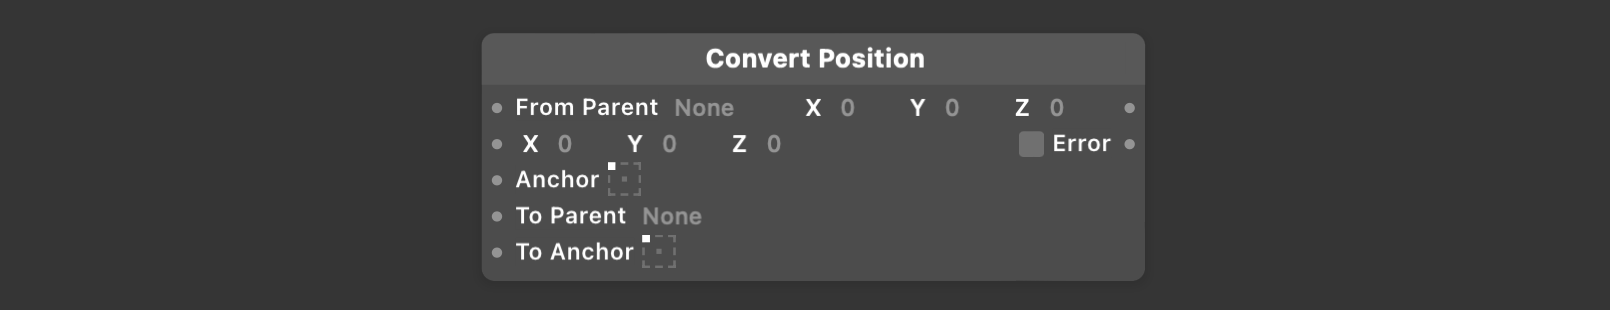 Convert Position
From Parent None X 0 Y 0 Z 0
X 0 Y 0 Z 0 Error
Anchor
To Parent None
To Anchor